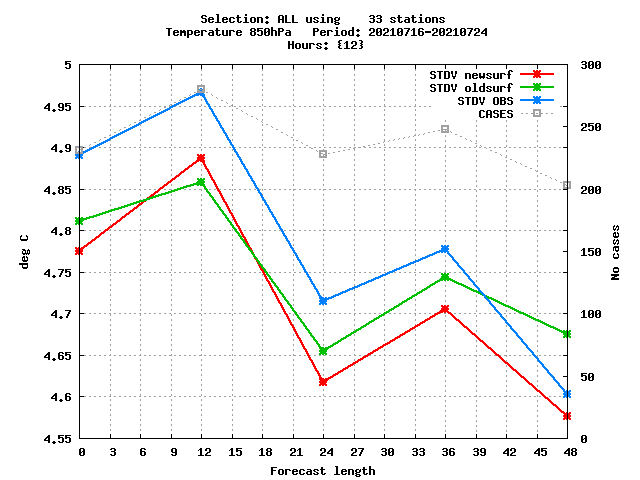 Selection: ALL using    33 stations
Temperature 850hPa   Period: 20210716-20210724
Hours: {12}
STDV newsurf
STDV oldsurf
STDV OBS
CASES
5
4.95
4.9
4.85
4.8
4.75
4.7
4.65
4.6
4.55
deg C
300
250
200
150
100
50
0
No cases
0 3 6 9 12 15 18 21 24 27 30 33 36 39 42 45 48
Forecast length